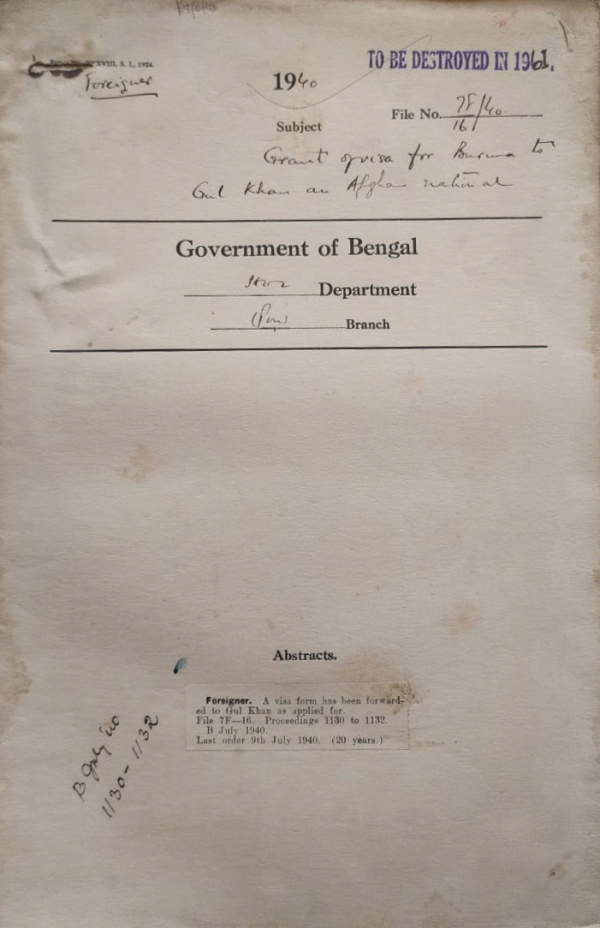 XVIII, S. I., 1924.
Foreigner
TO BE DESTROYED IN 1961.
1940
File No. 7F/40
16
Subject
Grant of visa for Burma to
Gul Khan an Afghan national
Government of Bengal
Department
Branch
Abstracts.
Foreigner. A visa form has been forward-
ed to Gul Khan as applied for.
File 7F—16. Proceedings 1130 to 1132.
B July 1940.
Last order 9th July 1940. (20 years.)
B July '40
1130 - 1132